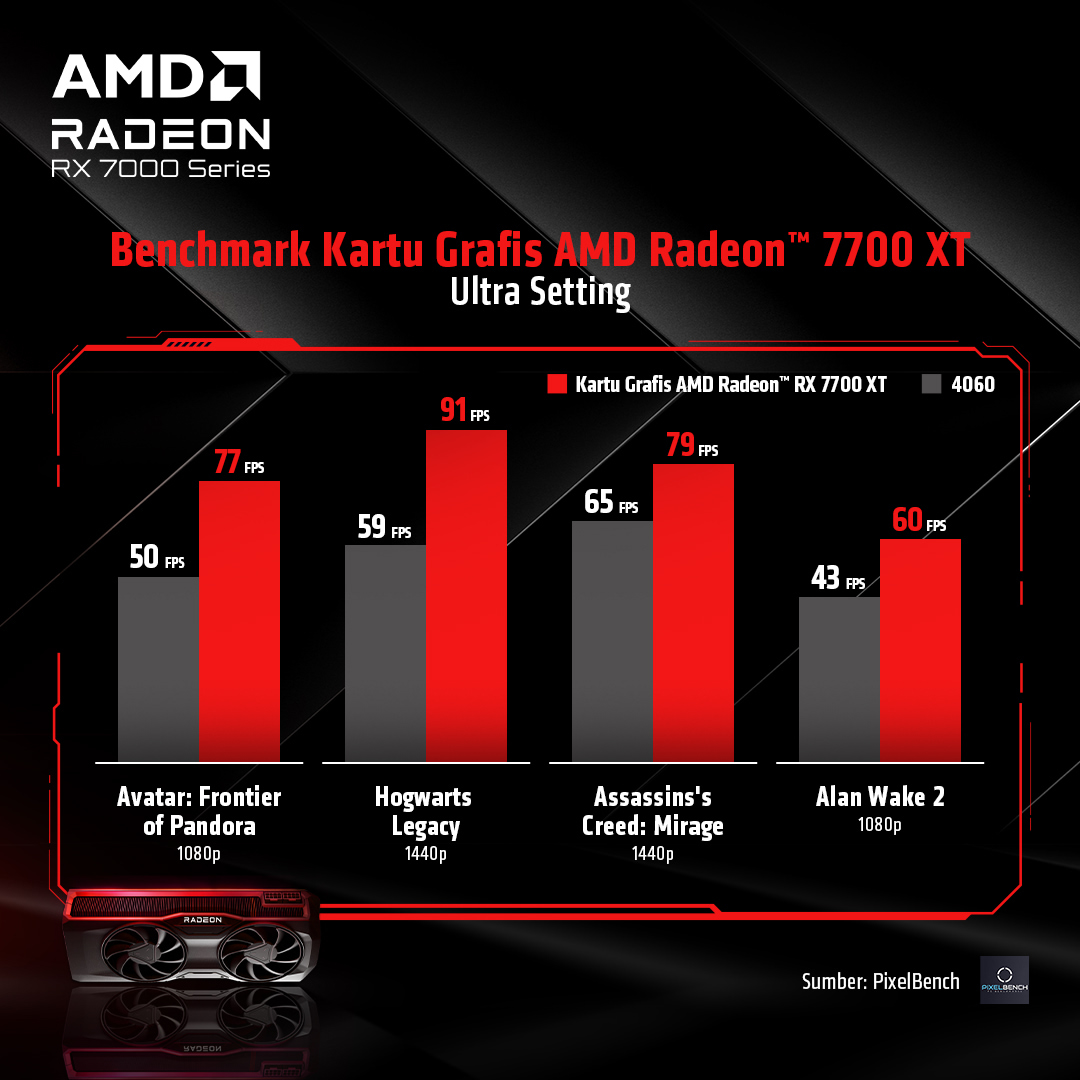 AMD
RADEON
RX 7000 Series
Benchmark Kartu Grafis AMD Radeon™ 7700 XT
Ultra Setting
Kartu Grafis AMD Radeon™ RX 7700 XT
4060
50 FPS
77 FPS
59 FPS
91 FPS
65 FPS
79 FPS
43 FPS
60 FPS
Avatar: Frontier
of Pandora
1080p
Hogwarts
Legacy
1440p
Assassins's
Creed: Mirage
1440p
Alan Wake 2
1080p
RADEON
Sumber: PixelBench
PIXELBENCH